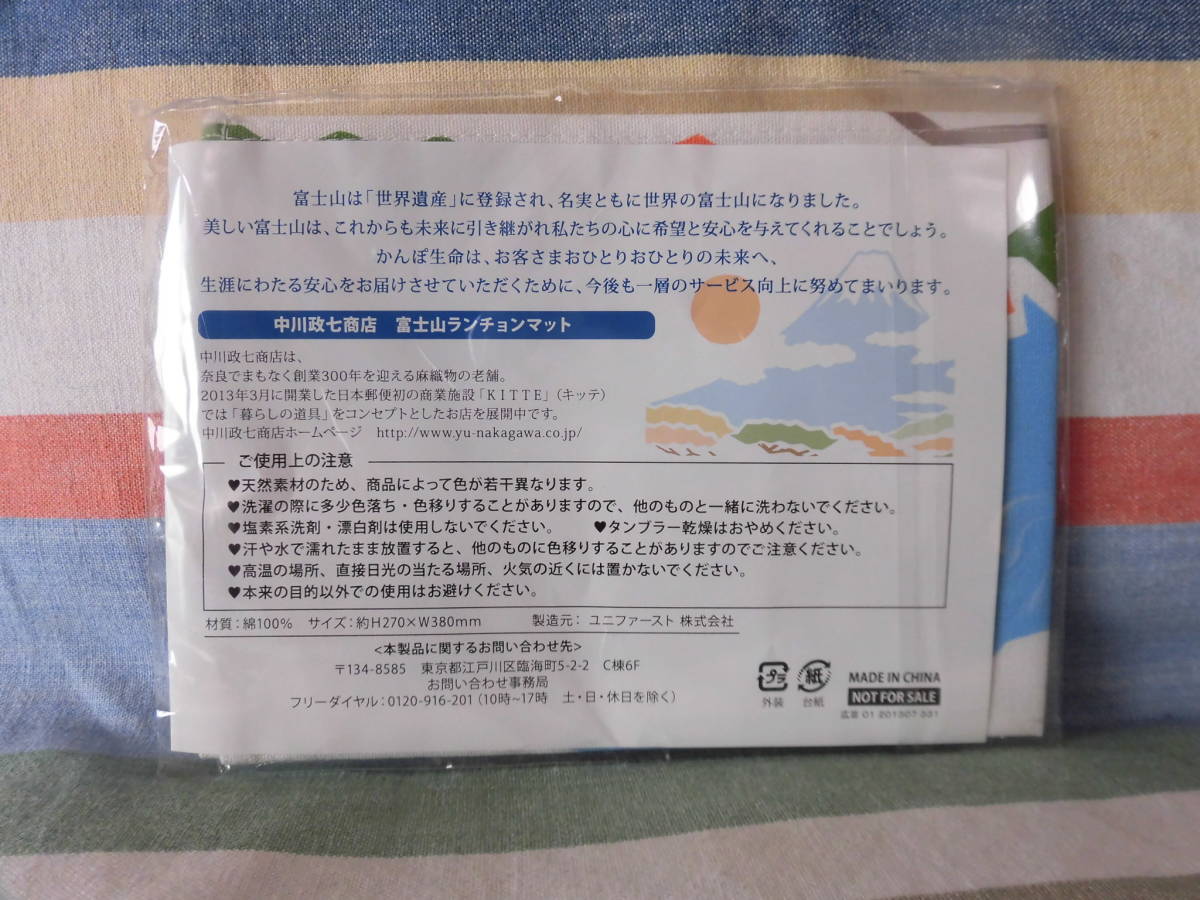 富士山は「世界遺産」に登録され、名実ともに世界の富士山になりました。
美しい富士山は、これからも未来に引き継がれ私たちの心に希望と安心を与えてくれることでしょう。
かんぽ生命は、お客さまおひとりおひとりの未来へ、
生涯にわたる安心をお届けさせていただくために、今後も一層のサービス向上に努めてまいります。
中川政七商店 富士山ランチョンマット
中川政七商店は、
奈良でまもなく創業300年を迎える麻織物の老舗。
2013年3月に開業した日本郵便初の商業施設「KITTE」(キッテ)
では「暮らしの道具」をコンセプトとしたお店を展開中です。
中川政七商店ホームページ http://www.yu-nakagawa.co.jp/
ご使用上の注意
♥天然素材のため、商品によって色が若干異なります。
♥洗濯の際に多少色落ち・色移りすることがありますので、他のものと一緒に洗わないでください。
♥塩素系洗剤・漂白剤は使用しないでください。 ♥タンブラー乾燥はおやめください。
♥汗や水で濡れたまま放置すると、他のものに色移りすることがありますのでご注意ください。
♥高温の場所、直接日光の当たる場所、火気の近くには置かないでください。
♥本来の目的以外での使用はお避けください。
材質：綿100% サイズ：約H270×W380mm 製造元：ユニファースト 株式会社
<本製品に関するお問い合わせ先>
〒134-8585 東京都江戸川区臨海町5-2-2 C棟6F
お問い合わせ事務局
フリーダイヤル：0120-916-201(10時〜17時 土・日・休日を除く)
プラ 紙
外装 台紙
MADE IN CHINA
NOT FOR SALE
広宣 01 201307-331